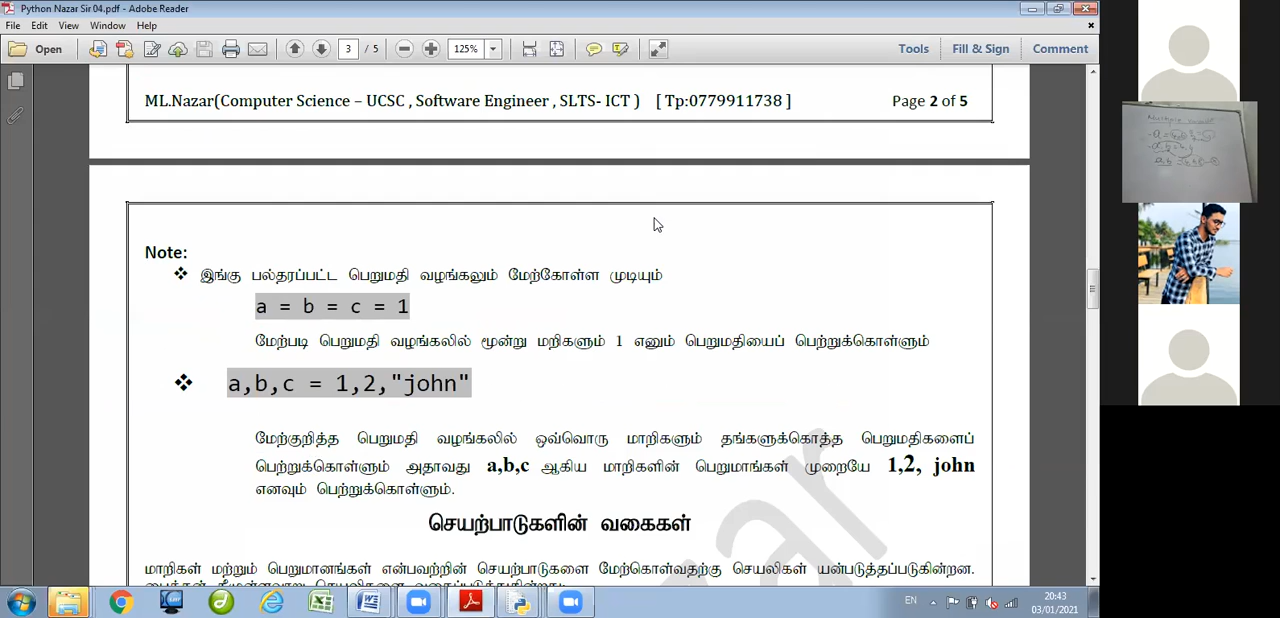 Python Nazar Sir 04.pdf - Adobe Reader
File Edit View Window Help
Open 3 / 5 125% Tools Fill & Sign Comment
ML.Nazar(Computer Science – UCSC , Software Engineer , SLTS- ICT ) [ Tp:0779911738 ] Page 2 of 5
Note:
❖ இங்கு பல்தரப்பட்ட பெறுமதி வழங்கலும் மேற்கோள்ள முடியும்
a = b = c = 1
மேற்படி பெறுமதி வழங்கலில் மூன்று மறிகளும் 1 எனும் பெறுமதியைப் பெற்றுக்கொள்ளும்
❖ a,b,c = 1,2,"john"
மேற்குறித்த பெறுமதி வழங்கலில் ஒவ்வொரு மாறிகளும் தங்களுக்கொத்த பெறுமதிகளைப்
பெற்றுக்கொள்ளும் அதாவது a,b,c ஆகிய மாறிகளின் பெறுமாங்கள் முறையே 1,2, john
எனவும் பெற்றுக்கொள்ளும்.
செயற்பாடுகளின் வகைகள்
மாறிகள் மற்றும் பெறுமானங்கள் என்பவற்றின் செயற்பாடுகளை மேற்கொள்வதற்கு செயலிகள் யன்படுத்தப்படுகின்றன.
EN 20:43
03/01/2021